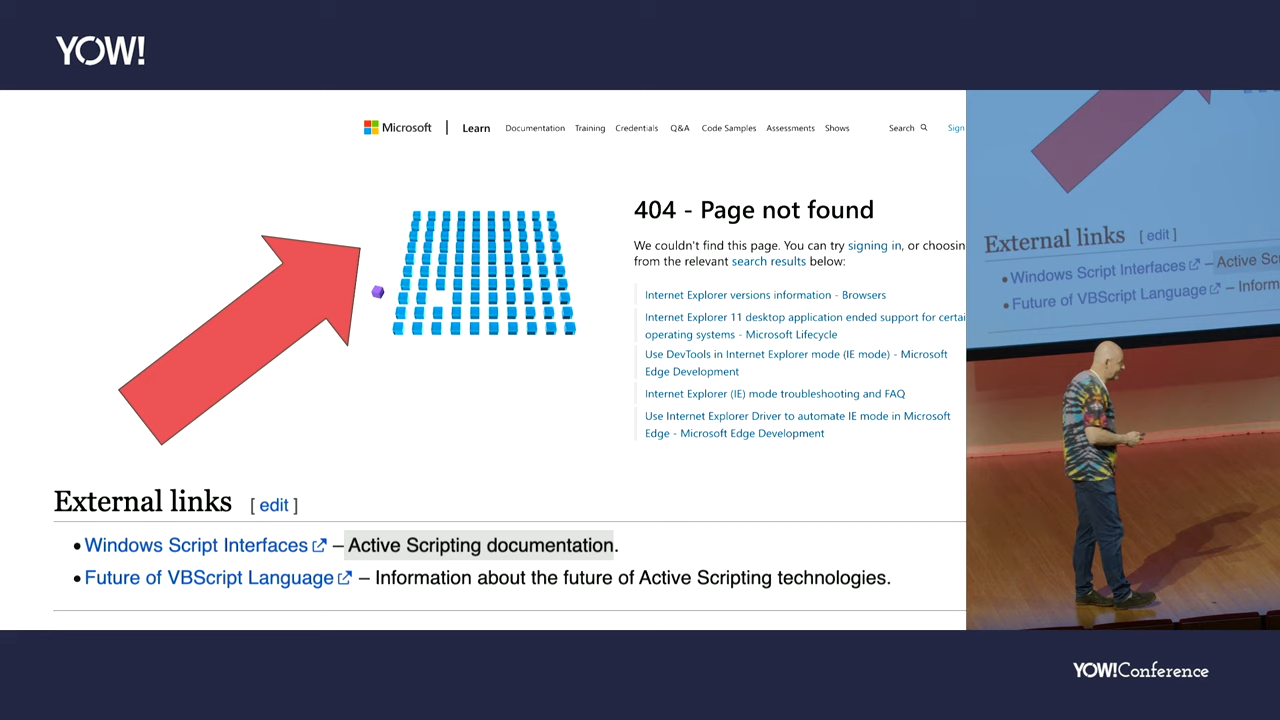 YOW!
Microsoft | Learn Documentation Training Credentials Q&A Code Samples Assessments Shows Search Sign
404 - Page not found
We couldn't find this page. You can try signing in, or choosin
from the relevant search results below:
Internet Explorer versions information - Browsers
Internet Explorer 11 desktop application ended support for certai
operating systems - Microsoft Lifecycle
Use DevTools in Internet Explorer mode (IE mode) - Microsoft
Edge Development
Internet Explorer (IE) mode troubleshooting and FAQ
Use Internet Explorer Driver to automate IE mode in Microsoft
Edge - Microsoft Edge Development
External links [ edit ]
• Windows Script Interfaces – Active Scripting documentation.
• Future of VBScript Language – Information about the future of Active Scripting technologies.
External links [ edit ]
• Windows Script Interfaces – Active Scr
• Future of VBScript Language – Inform
YOW!Conference